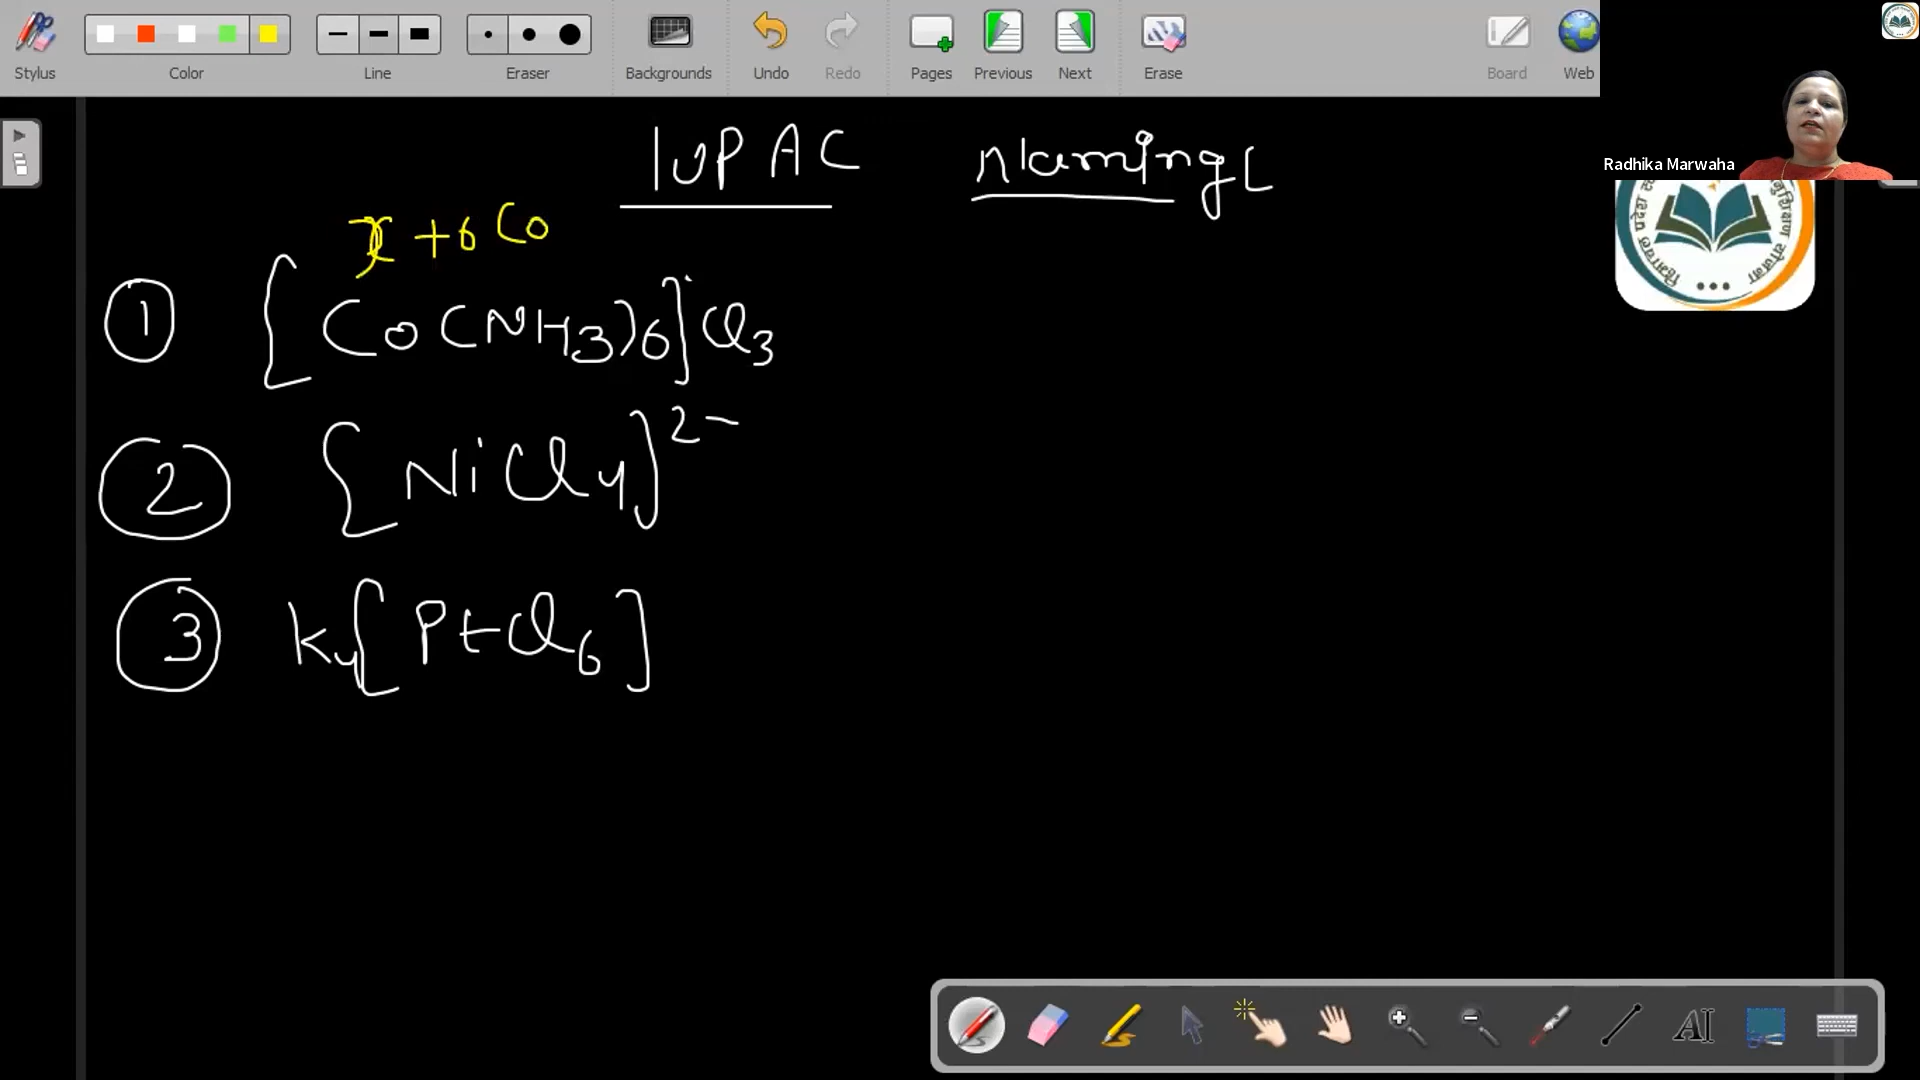 Stylus
Color
Line
Eraser
Backgrounds
Undo
Redo
Pages
Previous
Next
Erase
Board
Web
Radhika Marwaha
IUPAC naming
x + 6 (0
① [Co(NH3)6]Cl3
② [NiCl4]2-
③ K4[PtCl6]